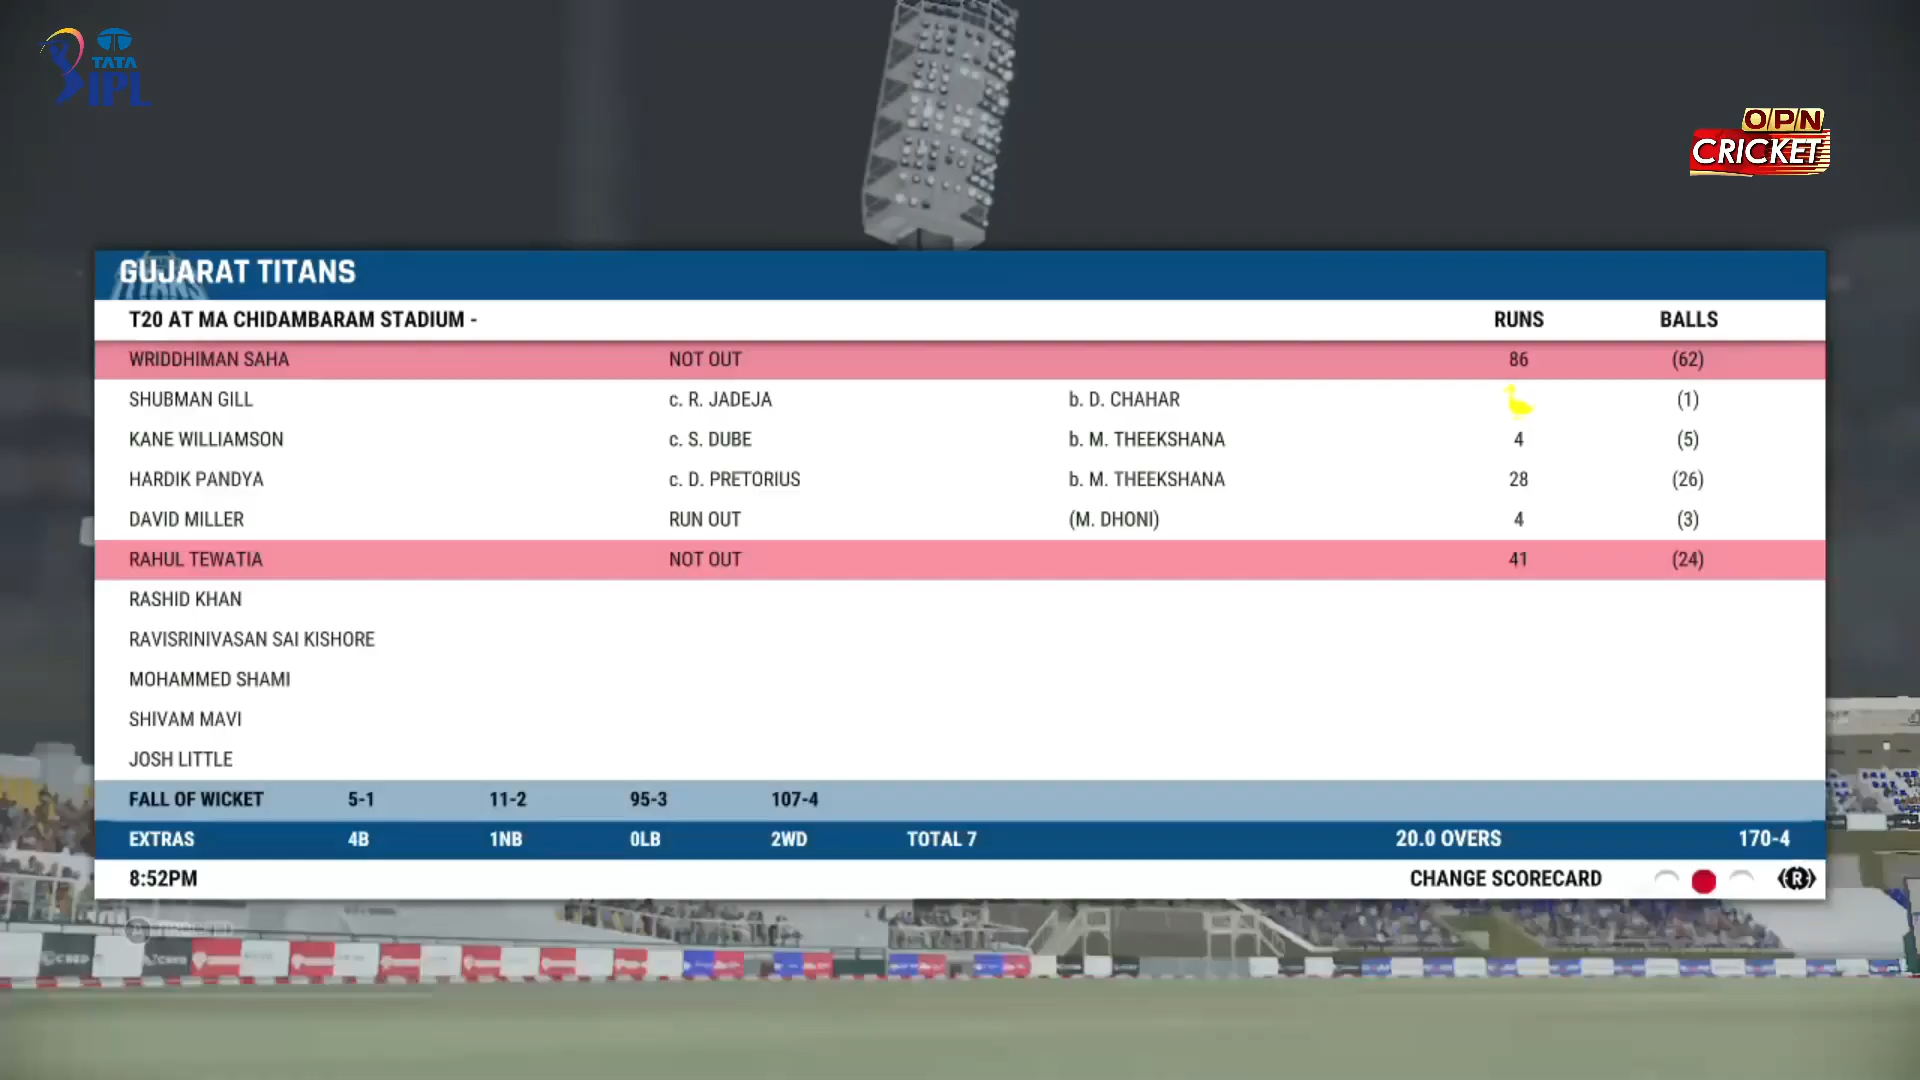 TATA
IPL
OPN
CRICKET
GUJARAT TITANS
T20 AT MA CHIDAMBARAM STADIUM - RUNS BALLS
WRIDDHIMAN SAHA NOT OUT 86 (62)
SHUBMAN GILL c. R. JADEJA b. D. CHAHAR (1)
KANE WILLIAMSON c. S. DUBE b. M. THEEKSHANA 4 (5)
HARDIK PANDYA c. D. PRETORIUS b. M. THEEKSHANA 28 (26)
DAVID MILLER RUN OUT (M. DHONI) 4 (3)
RAHUL TEWATIA NOT OUT 41 (24)
RASHID KHAN
RAVISRINIVASAN SAI KISHORE
MOHAMMED SHAMI
SHIVAM MAVI
JOSH LITTLE
FALL OF WICKET 5-1 11-2 95-3 107-4
EXTRAS 4B 1NB 0LB 2WD TOTAL 7 20.0 OVERS 170-4
8:52PM CHANGE SCORECARD R